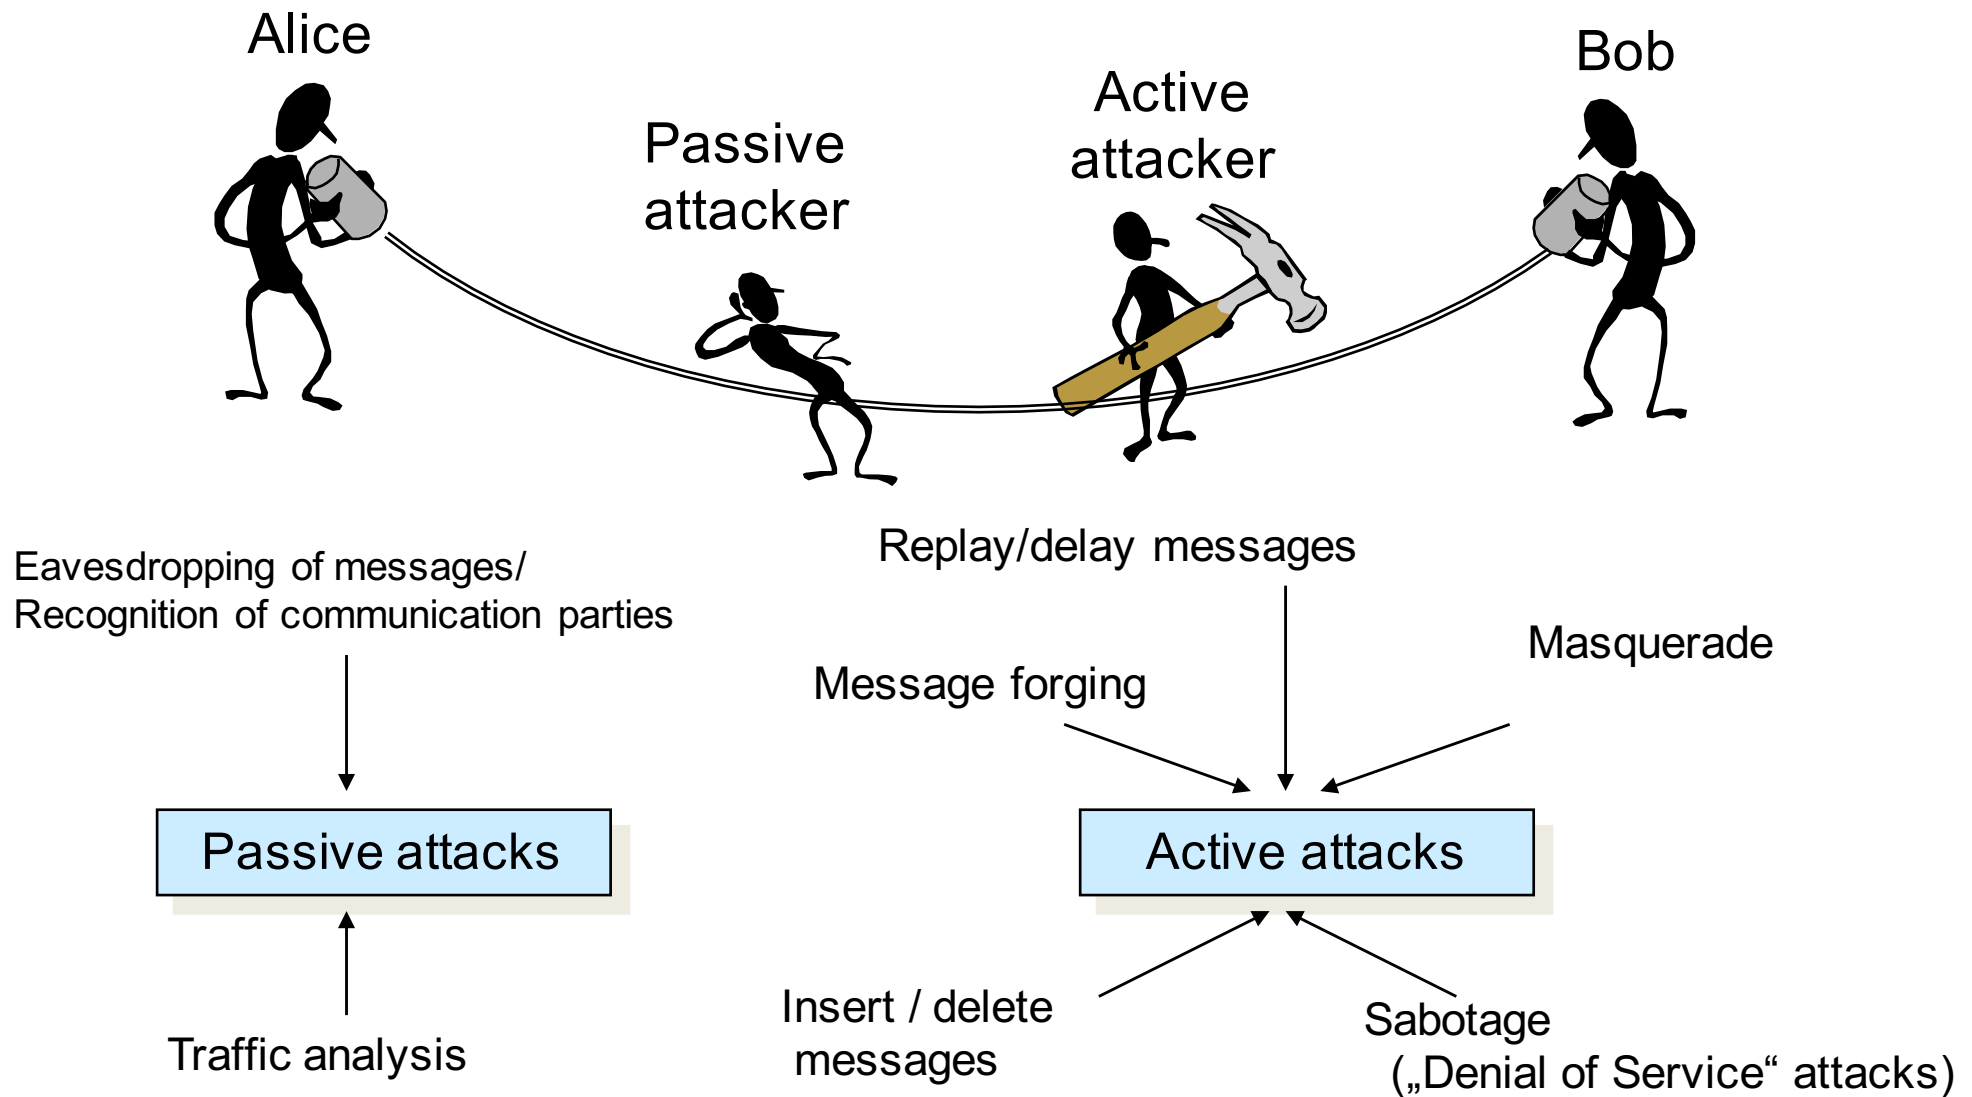 Alice
Bob
Passive
attacker
Active
attacker
Eavesdropping of messages/
Recognition of communication parties
Replay/delay messages
Message forging
Masquerade
Passive attacks
Active attacks
Traffic analysis
Insert / delete
messages
Sabotage
(„Denial of Service“ attacks)